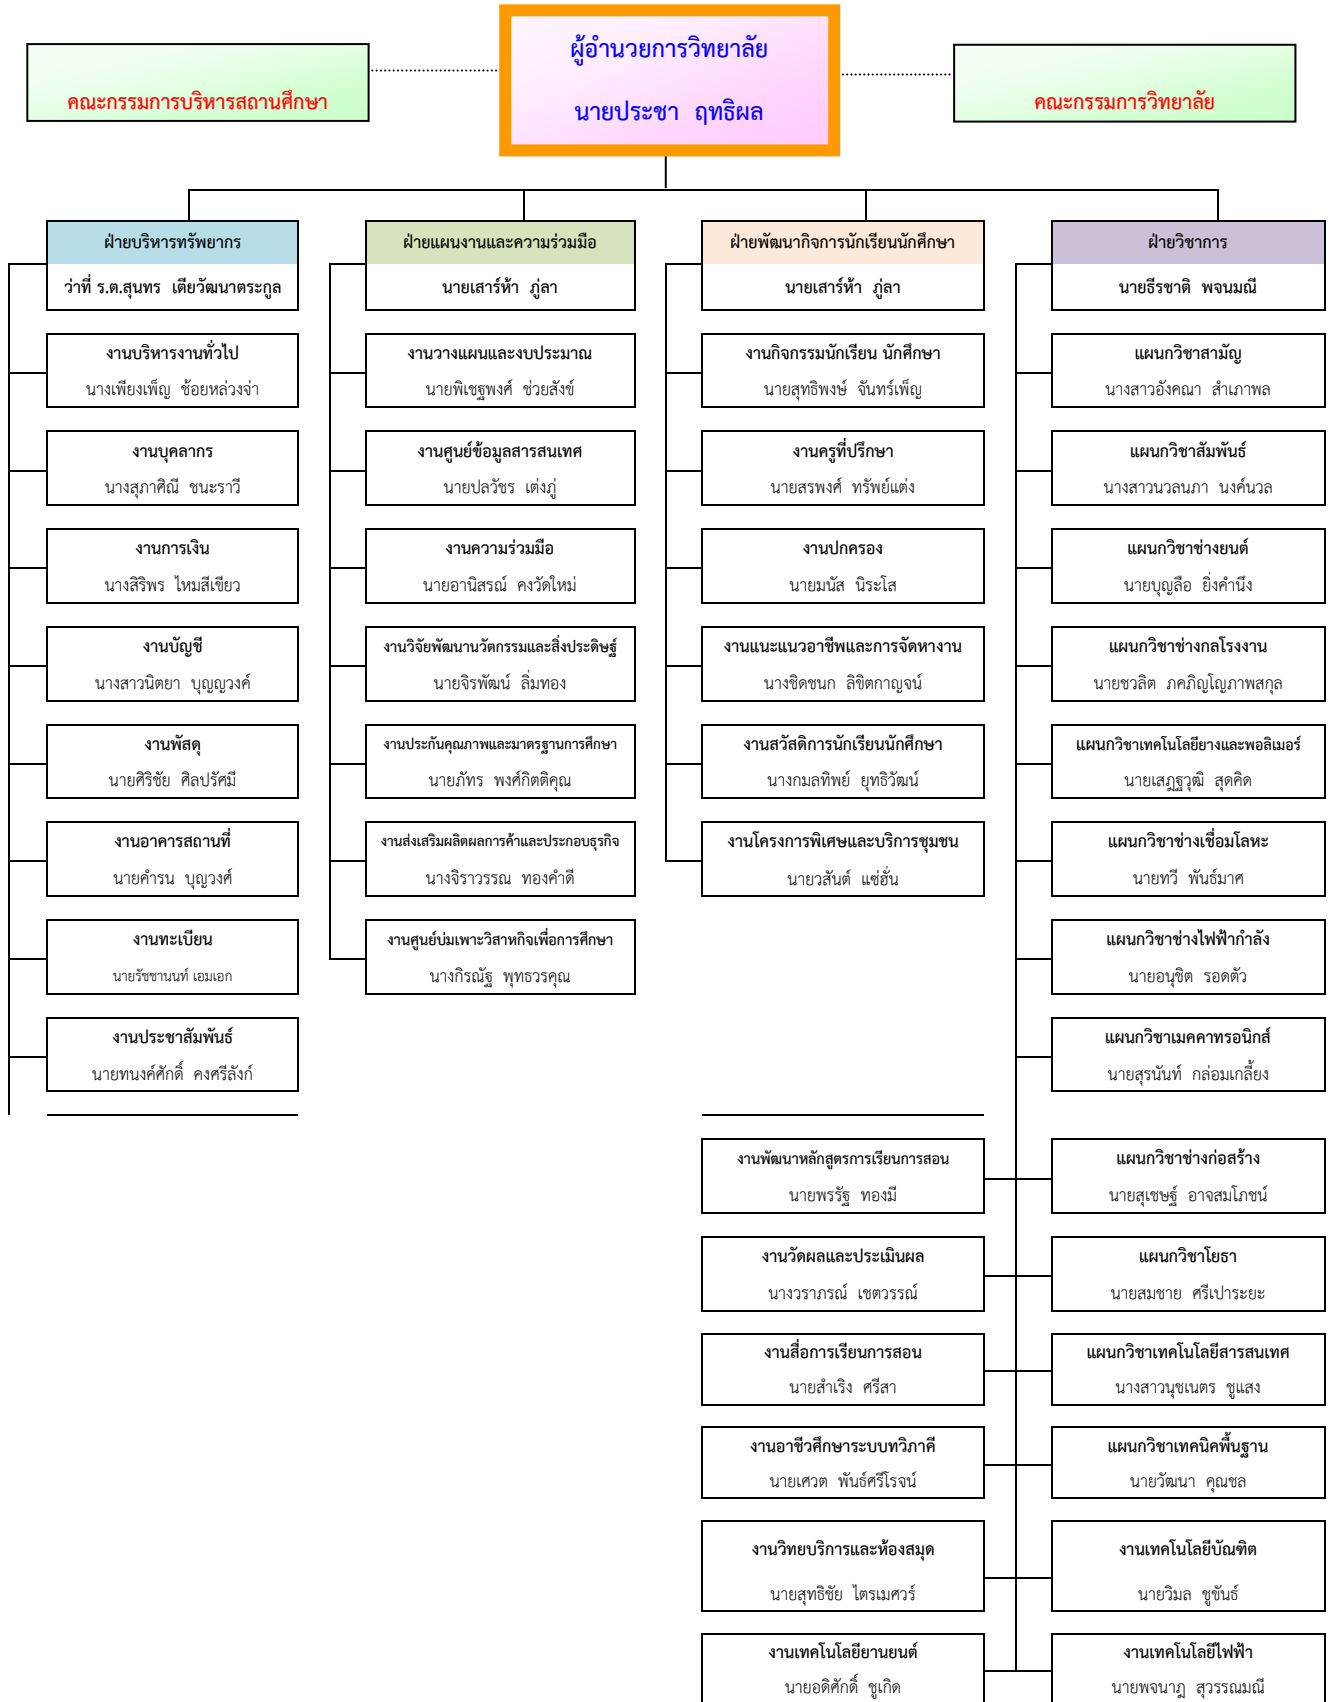 ผู้อำนวยการวิทยาลัย
นายประชา ฤทธิผล
คณะกรรมการบริหารสถานศึกษา
คณะกรรมการวิทยาลัย
ฝ่ายบริหารทรัพยากร
ว่าที่ ร.ต.สุนทร เตียวัฒนาตระกูล
งานบริหารงานทั่วไป
นางเพียงเพ็ญ ช้อยหล่วงจ่า
งานบุคลากร
นางสุภาศิณี ชนะราวี
งานการเงิน
นางสิริพร ไหมสีเขียว
งานบัญชี
นางสาวนิตยา บุญญวงค์
งานพัสดุ
นายศิริชัย ศิลปรัศมี
งานอาคารสถานที่
นายคำรน บุญวงศ์
งานทะเบียน
นายรัชชานนท์ เอมเอก
งานประชาสัมพันธ์
นายทนงค์ศักดิ์ คงศรีลังก์
ฝ่ายแผนงานและความร่วมมือ
นายเสาร์ห้า ภู่ลา
งานวางแผนและงบประมาณ
นายพิเชฐพงศ์ ช่วยสังข์
งานศูนย์ข้อมูลสารสนเทศ
นายปลวัชร เต่งภู่
งานความร่วมมือ
นายอานิสรณ์ คงวัดใหม่
งานวิจัยพัฒนานวัตกรรมและสิ่งประดิษฐ์
นายจิรพัฒน์ ลิ่มทอง
งานประกันคุณภาพและมาตรฐานการศึกษา
นายภัทร พงศ์กิตติคุณ
งานส่งเสริมผลิตผลการค้าและประกอบธุรกิจ
นางจิราวรรณ ทองคำดี
งานศูนย์บ่มเพาะวิสาหกิจเพื่อการศึกษา
นางกิรณัฐ พุทธวรคุณ
ฝ่ายพัฒนากิจการนักเรียนนักศึกษา
นายเสาร์ห้า ภู่ลา
งานกิจกรรมนักเรียน นักศึกษา
นายสุทธิพงษ์ จันทร์เพ็ญ
งานครูที่ปรึกษา
นายสรพงศ์ ทรัพย์แต่ง
งานปกครอง
นายมนัส นิระโส
งานแนะแนวอาชีพและการจัดหางาน
นางชิดชนก ลิขิตกาญจน์
งานสวัสดิการนักเรียนนักศึกษา
นางกมลทิพย์ ยุทธิวัฒน์
งานโครงการพิเศษและบริการชุมชน
นายวสันต์ แซ่ฮั่น
ฝ่ายวิชาการ
นายธีรชาติ พจนมณี
แผนกวิชาสามัญ
นางสาวอังคณา สำเภาพล
แผนกวิชาสัมพันธ์
นางสาวนวลนภา นงค์นวล
แผนกวิชาช่างยนต์
นายบุญลือ ยิ่งคำนึง
แผนกวิชาช่างกลโรงงาน
นายชวลิต ภคภิญโญภาพสกุล
แผนกวิชาเทคโนโลยียางและพอลิเมอร์
นายเสฎฐวุฒิ สุดคิด
แผนกวิชาช่างเชื่อมโลหะ
นายทวี พันธ์มาศ
แผนกวิชาช่างไฟฟ้ากำลัง
นายอนุชิต รอดตัว
แผนกวิชาเมคคาทรอนิกส์
นายสุรนันท์ กล่อมเกลี้ยง
งานพัฒนาหลักสูตรการเรียนการสอน
นายพรรัฐ ทองมี
งานวัดผลและประเมินผล
นางวราภรณ์ เชตวรรณ์
งานสื่อการเรียนการสอน
นายสำเริง ศรีสา
งานอาชีวศึกษาระบบทวิภาคี
นายเศวต พันธ์ศรีโรจน์
งานวิทยบริการและห้องสมุด
นายสุทธิชัย ไตรเมศวร์
งานเทคโนโลยียานยนต์
นายอดิศักดิ์ ชูเกิด
แผนกวิชาช่างก่อสร้าง
นายสุเชษฐ์ อาจสมโภชน์
แผนกวิชาโยธา
นายสมชาย ศรีเปาระยะ
แผนกวิชาเทคโนโลยีสารสนเทศ
นางสาวนุชเนตร ชูแสง
แผนกวิชาเทคนิคพื้นฐาน
นายวัฒนา คุณชล
งานเทคโนโลยีบัณฑิต
นายวิมล ชูขันธ์
งานเทคโนโลยีไฟฟ้า
นายพจนาฎ สุวรรณมณี